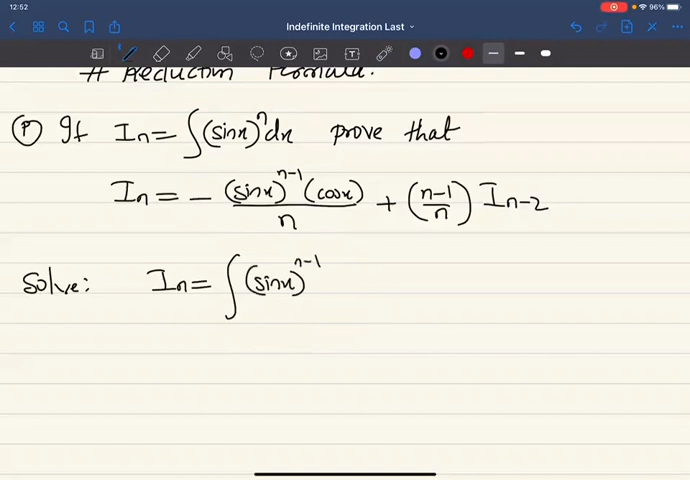 12:52
96%
Indefinite Integration Last
# Reduction Formula.
(P) If In = ∫(sinx)^n dx prove that
In = - (sinx)^(n-1) (cosx) / n + ((n-1)/n) I n-2
Solve: In = ∫(sinx)^(n-1)